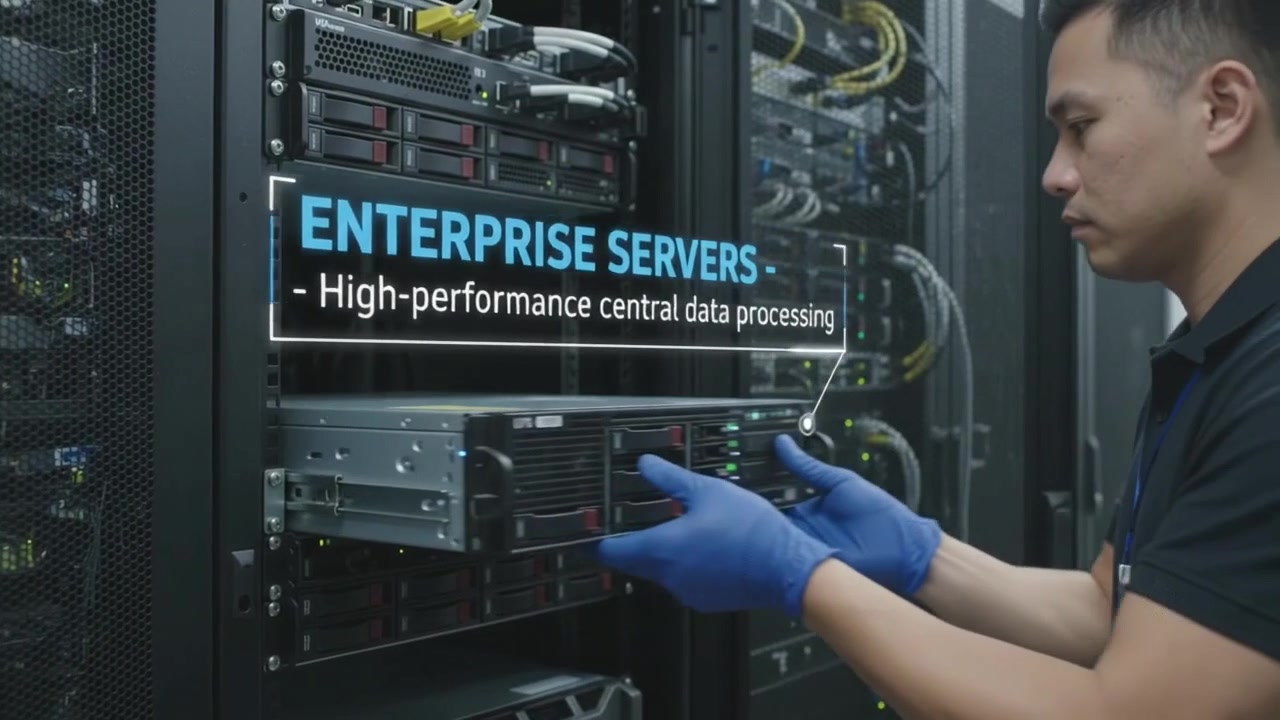 ENTERPRISE SERVERS -
- High-performance central data processing